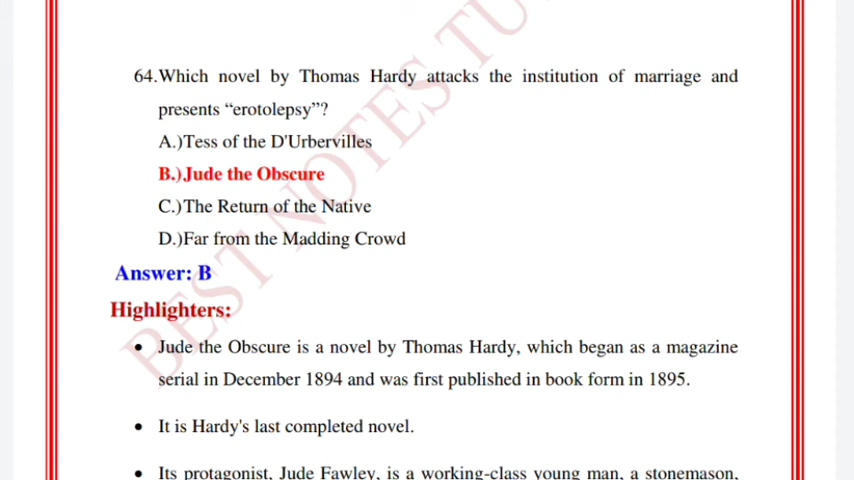 64.Which novel by Thomas Hardy attacks the institution of marriage and
presents “erotolepsy”?
A.)Tess of the D'Urbervilles
B.)Jude the Obscure
C.)The Return of the Native
D.)Far from the Madding Crowd
Answer: B
Highlighters:
• Jude the Obscure is a novel by Thomas Hardy, which began as a magazine
serial in December 1894 and was first published in book form in 1895.
• It is Hardy's last completed novel.
• Its protagonist, Jude Fawley, is a working-class young man, a stonemason,
BEST NOTES TU